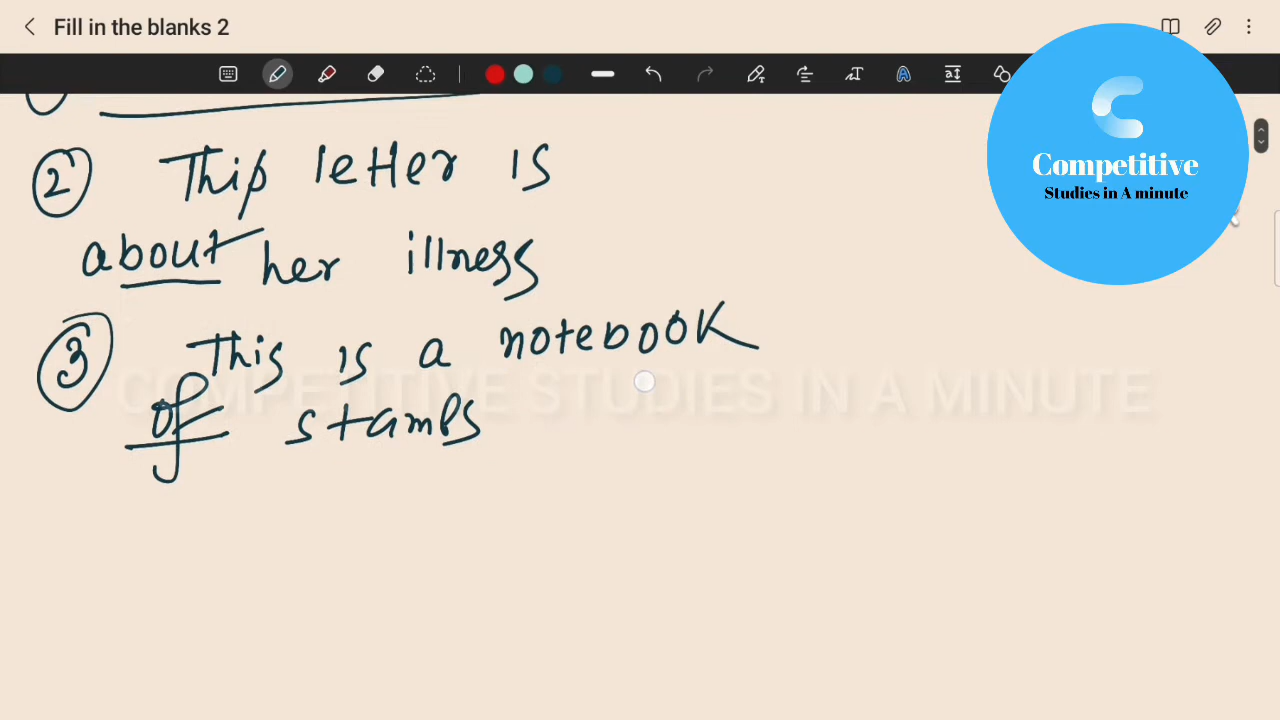 Fill in the blanks 2
Competitive
Studies in A minute
② This letter is
about her illness
③ This is a notebook
of stamps
COMPETITIVE STUDIES IN A MINUTE